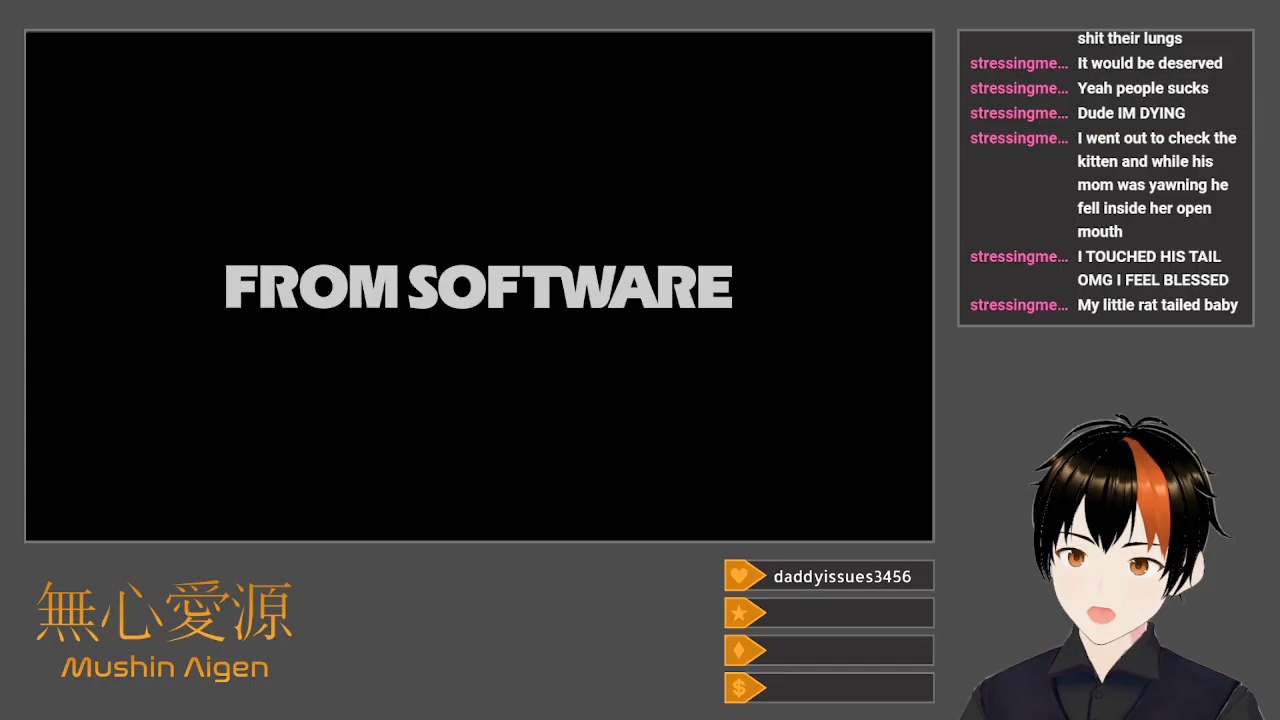 FROM SOFTWARE
shit their lungs
stressingme... It would be deserved
stressingme... Yeah people sucks
stressingme... Dude IM DYING
stressingme... I went out to check the
kitten and while his
mom was yawning he
fell inside her open
mouth
stressingme... I TOUCHED HIS TAIL
OMG I FEEL BLESSED
stressingme... My little rat tailed baby
daddyissues3456
$
無心愛源
Mushin Aigen